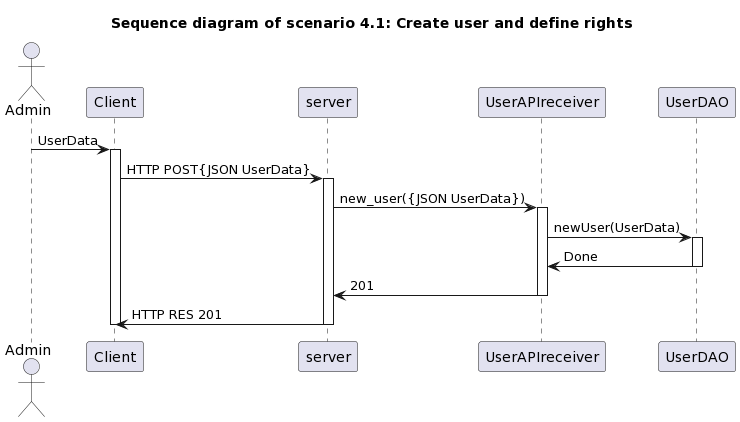 Sequence diagram of scenario 4.1: Create user and define rights
Admin
Client
server
UserAPIreceiver
UserDAO
UserData
HTTP POST{JSON UserData}
new_user({JSON UserData})
newUser(UserData)
Done
201
HTTP RES 201
Admin
Client
server
UserAPIreceiver
UserDAO